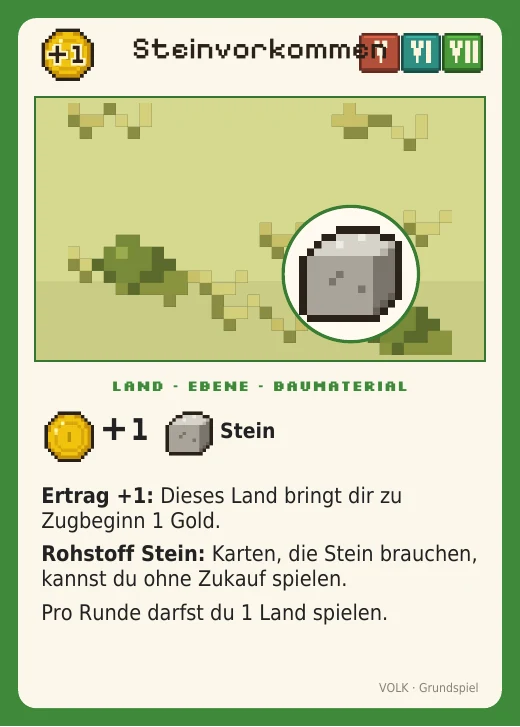 +1 Steinvorkommen V VI VII
LAND - EBENE - BAUMATERIAL
+1 Stein
Ertrag +1: Dieses Land bringt dir zu
Zugbeginn 1 Gold.
Rohstoff Stein: Karten, die Stein brauchen,
kannst du ohne Zukauf spielen.
Pro Runde darfst du 1 Land spielen.
VOLK · Grundspiel